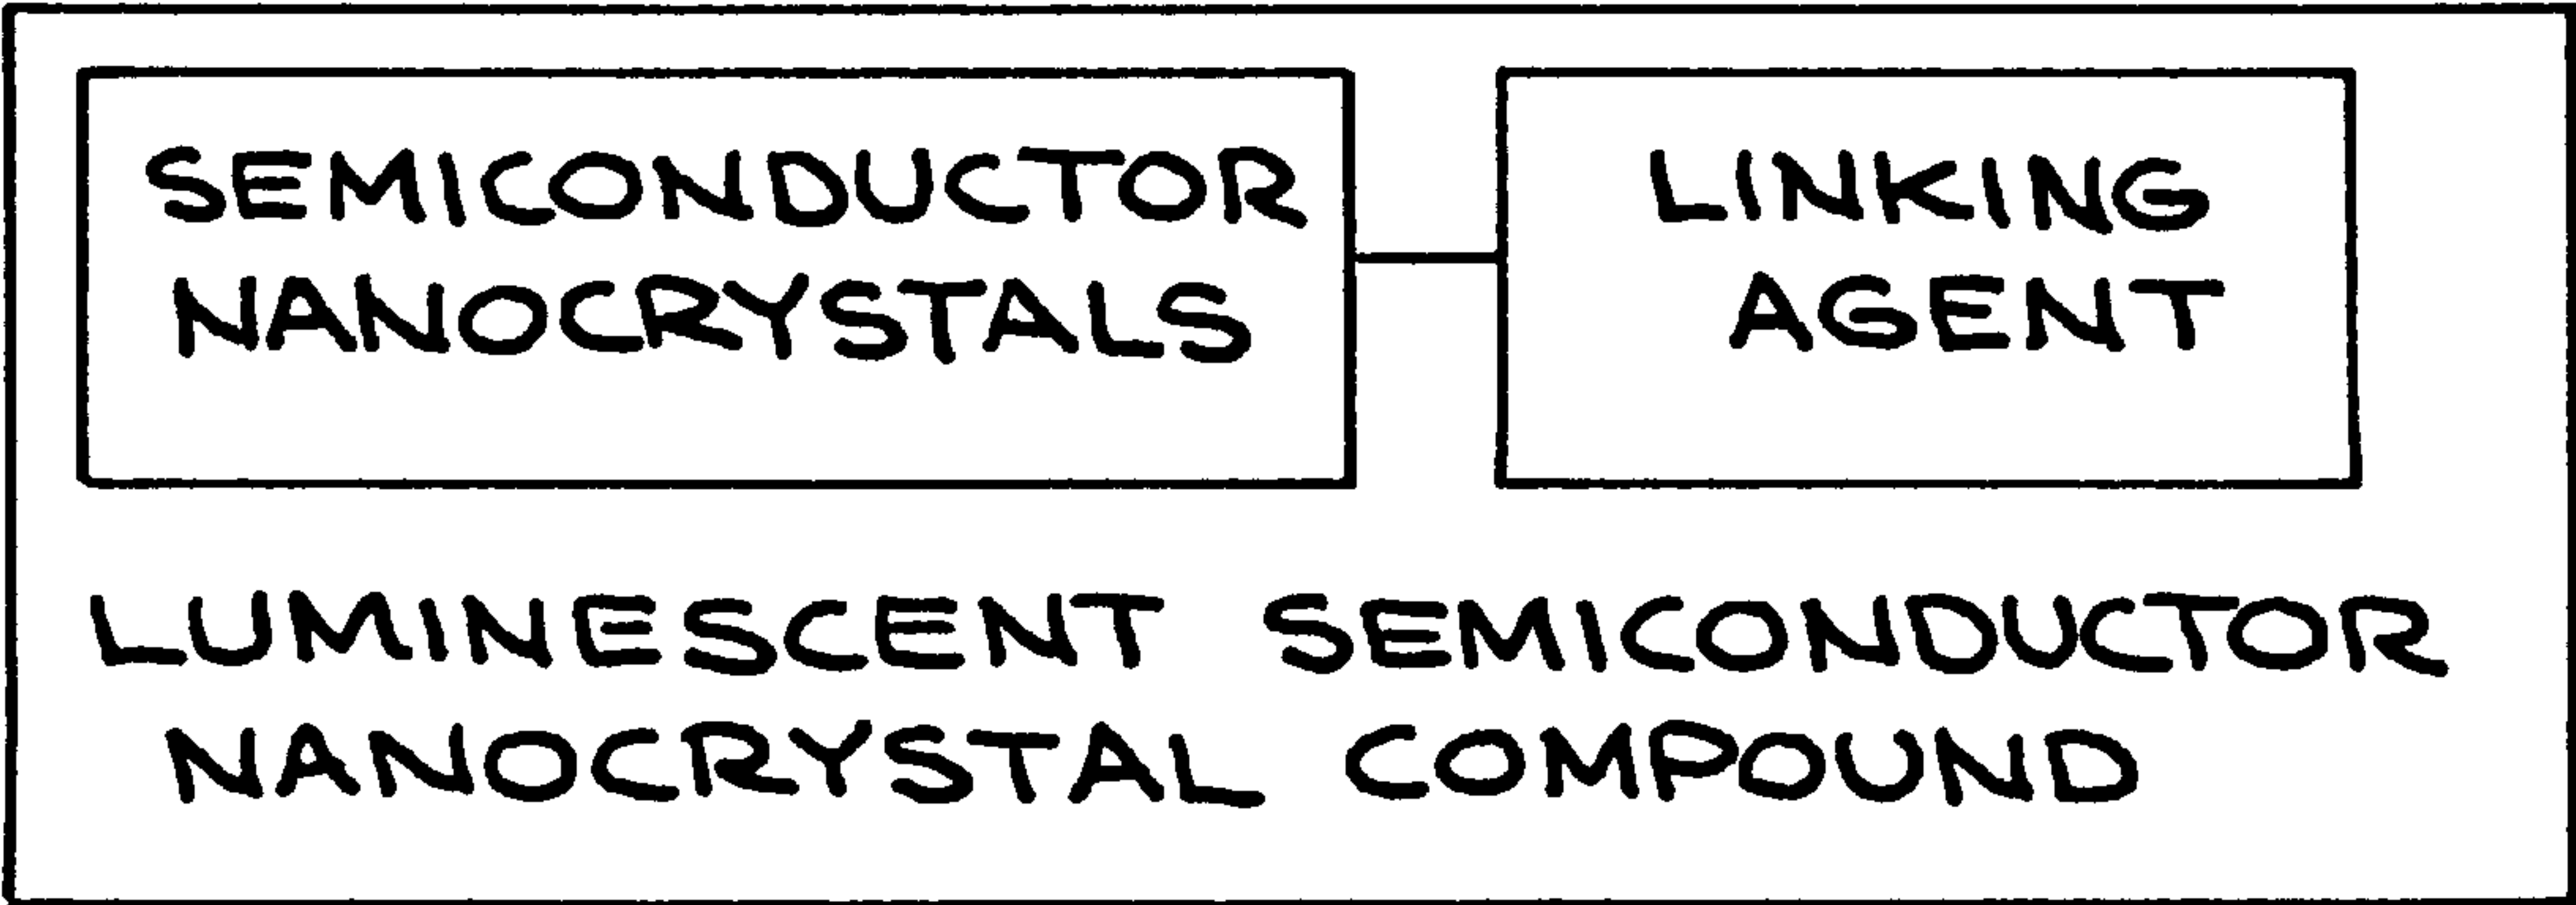 SEMICONDUCTOR
NANOCRYSTALS
LINKING
AGENT
LUMINESCENT SEMICONDUCTOR
NANOCRYSTAL COMPOUND